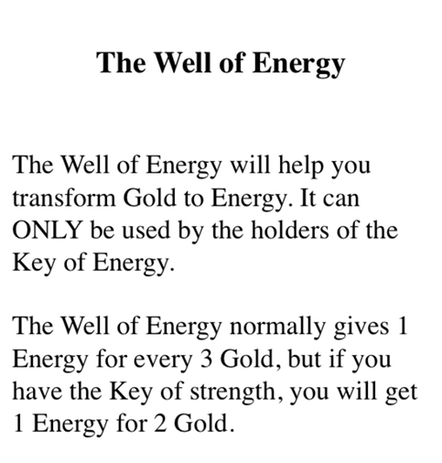 The Well of Energy
The Well of Energy will help you
transform Gold to Energy. It can
ONLY be used by the holders of the
Key of Energy.
The Well of Energy normally gives 1
Energy for every 3 Gold, but if you
have the Key of strength, you will get
1 Energy for 2 Gold.